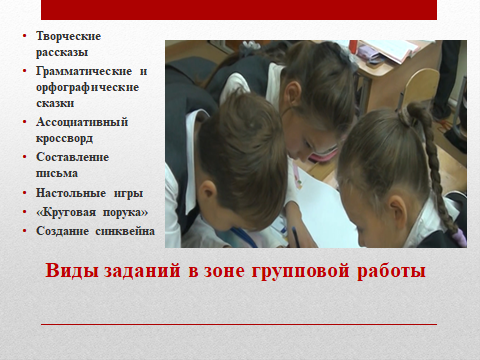 • Творческие
рассказы
• Грамматические и
орфографические
сказки
• Ассоциативный
кроссворд
• Составление
письма
• Настольные игры
• «Круговая порука»
• Создание синквейна
Виды заданий в зоне групповой работы